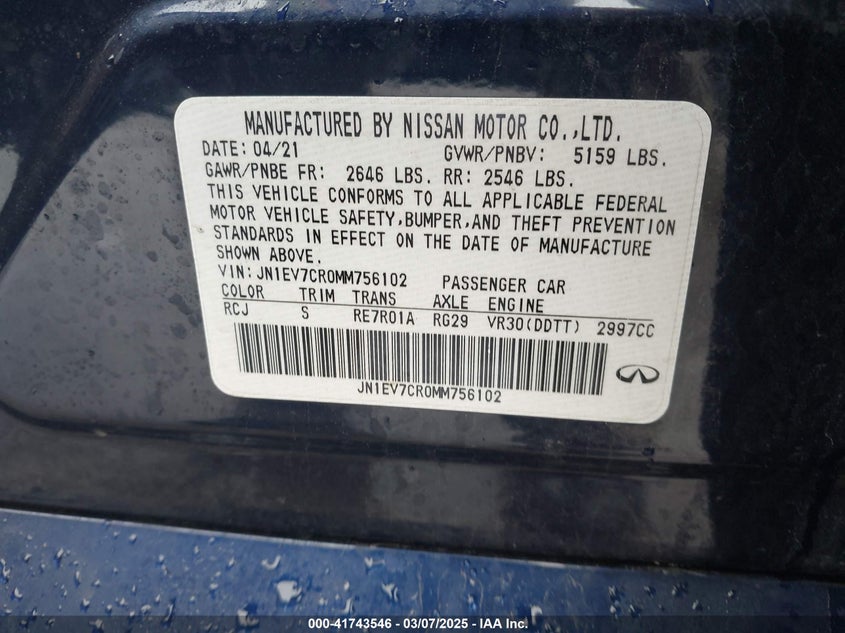 MANUFACTURED BY NISSAN MOTOR CO.,LTD.
DATE: 04/21 GVWR/PNBV: 5159 LBS.
GAWR/PNBE FR: 2646 LBS. RR: 2546 LBS.
THIS VEHICLE CONFORMS TO ALL APPLICABLE FEDERAL
MOTOR VEHICLE SAFETY,BUMPER,AND THEFT PREVENTION
STANDARDS IN EFFECT ON THE DATE OF MANUFACTURE
SHOWN ABOVE.
VIN: JN1EV7CR0MM756102 PASSENGER CAR
COLOR TRIM TRANS AXLE ENGINE
RCJ S RE7R01A RG29 VR30(DDTT) 2997CC
JN1EV7CR0MM756102
000-41743546 - 03/07/2025 - IAA Inc.